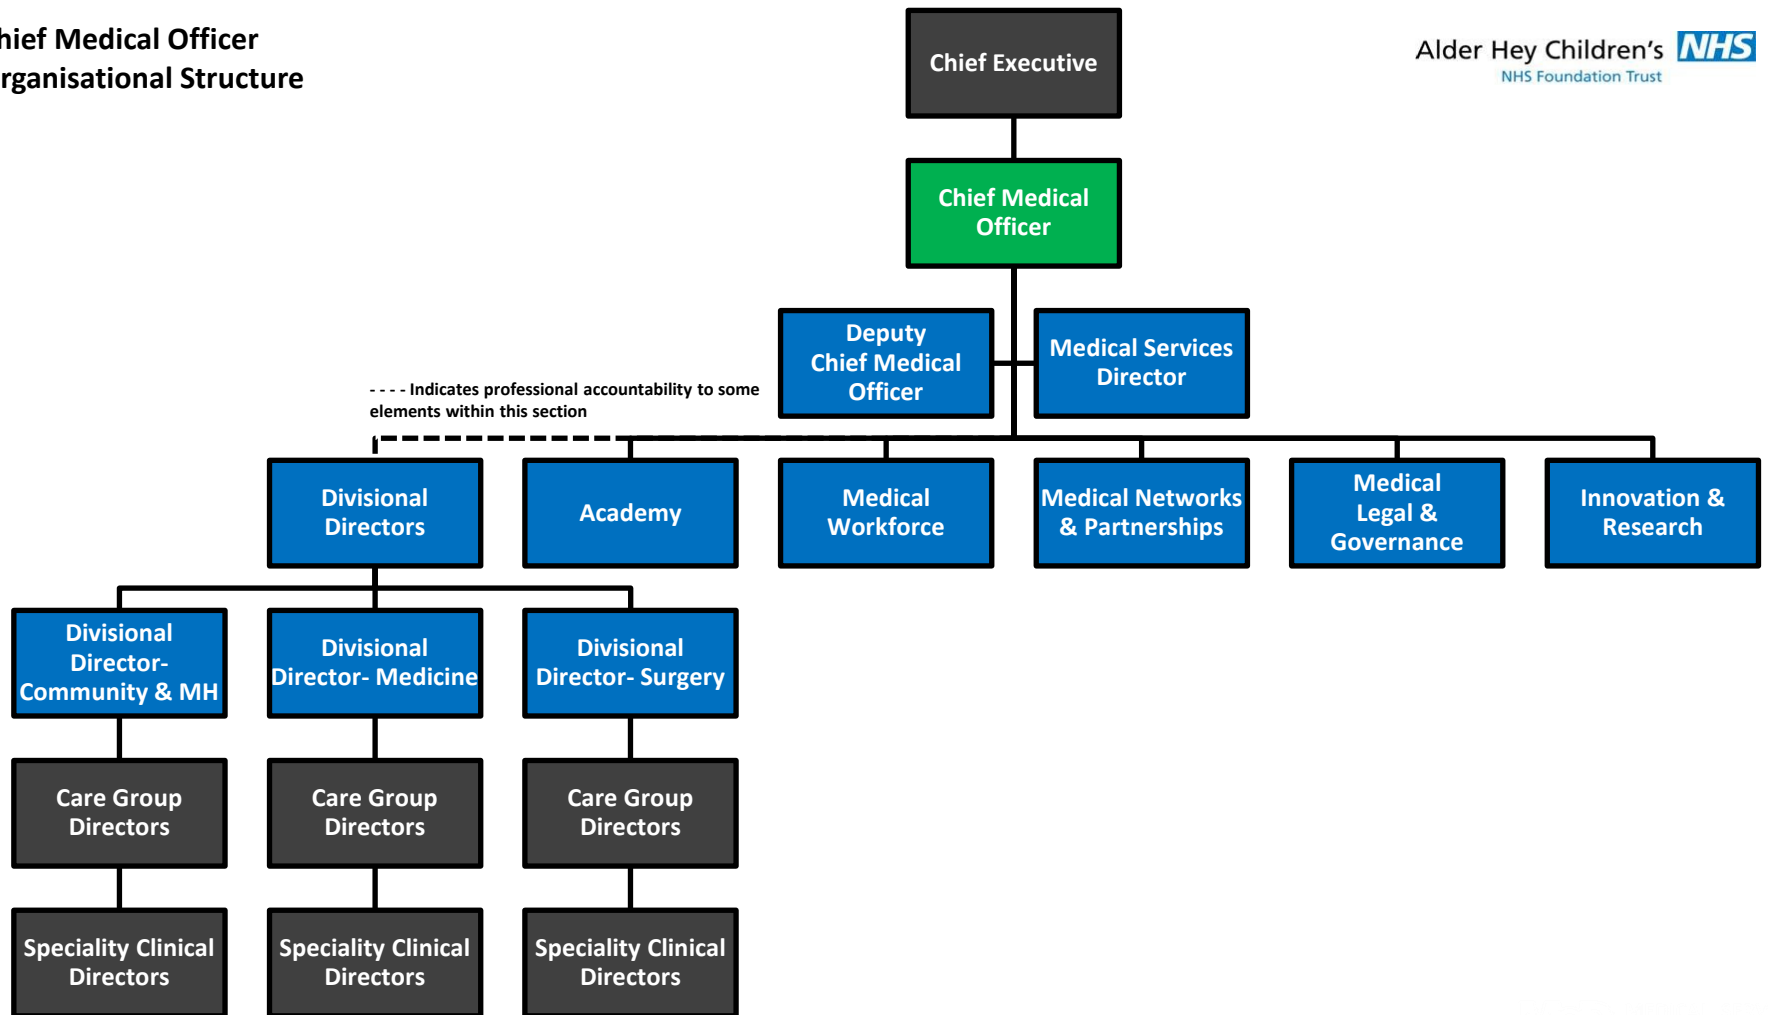 hief Medical Officer
rganisational Structure
Chief Executive
Alder Hey Children's NHS
NHS Foundation Trust
Chief Medical
Officer
Deputy
Chief Medical
Officer
Medical Services
Director
- - - - Indicates professional accountability to some
elements within this section
Divisional
Directors
Academy
Medical
Workforce
Medical Networks
& Partnerships
Medical
Legal &
Governance
Innovation &
Research
Divisional
Director-
Community & MH
Divisional
Director- Medicine
Divisional
Director- Surgery
Care Group
Directors
Care Group
Directors
Care Group
Directors
Speciality Clinical
Directors
Speciality Clinical
Directors
Speciality Clinical
Directors